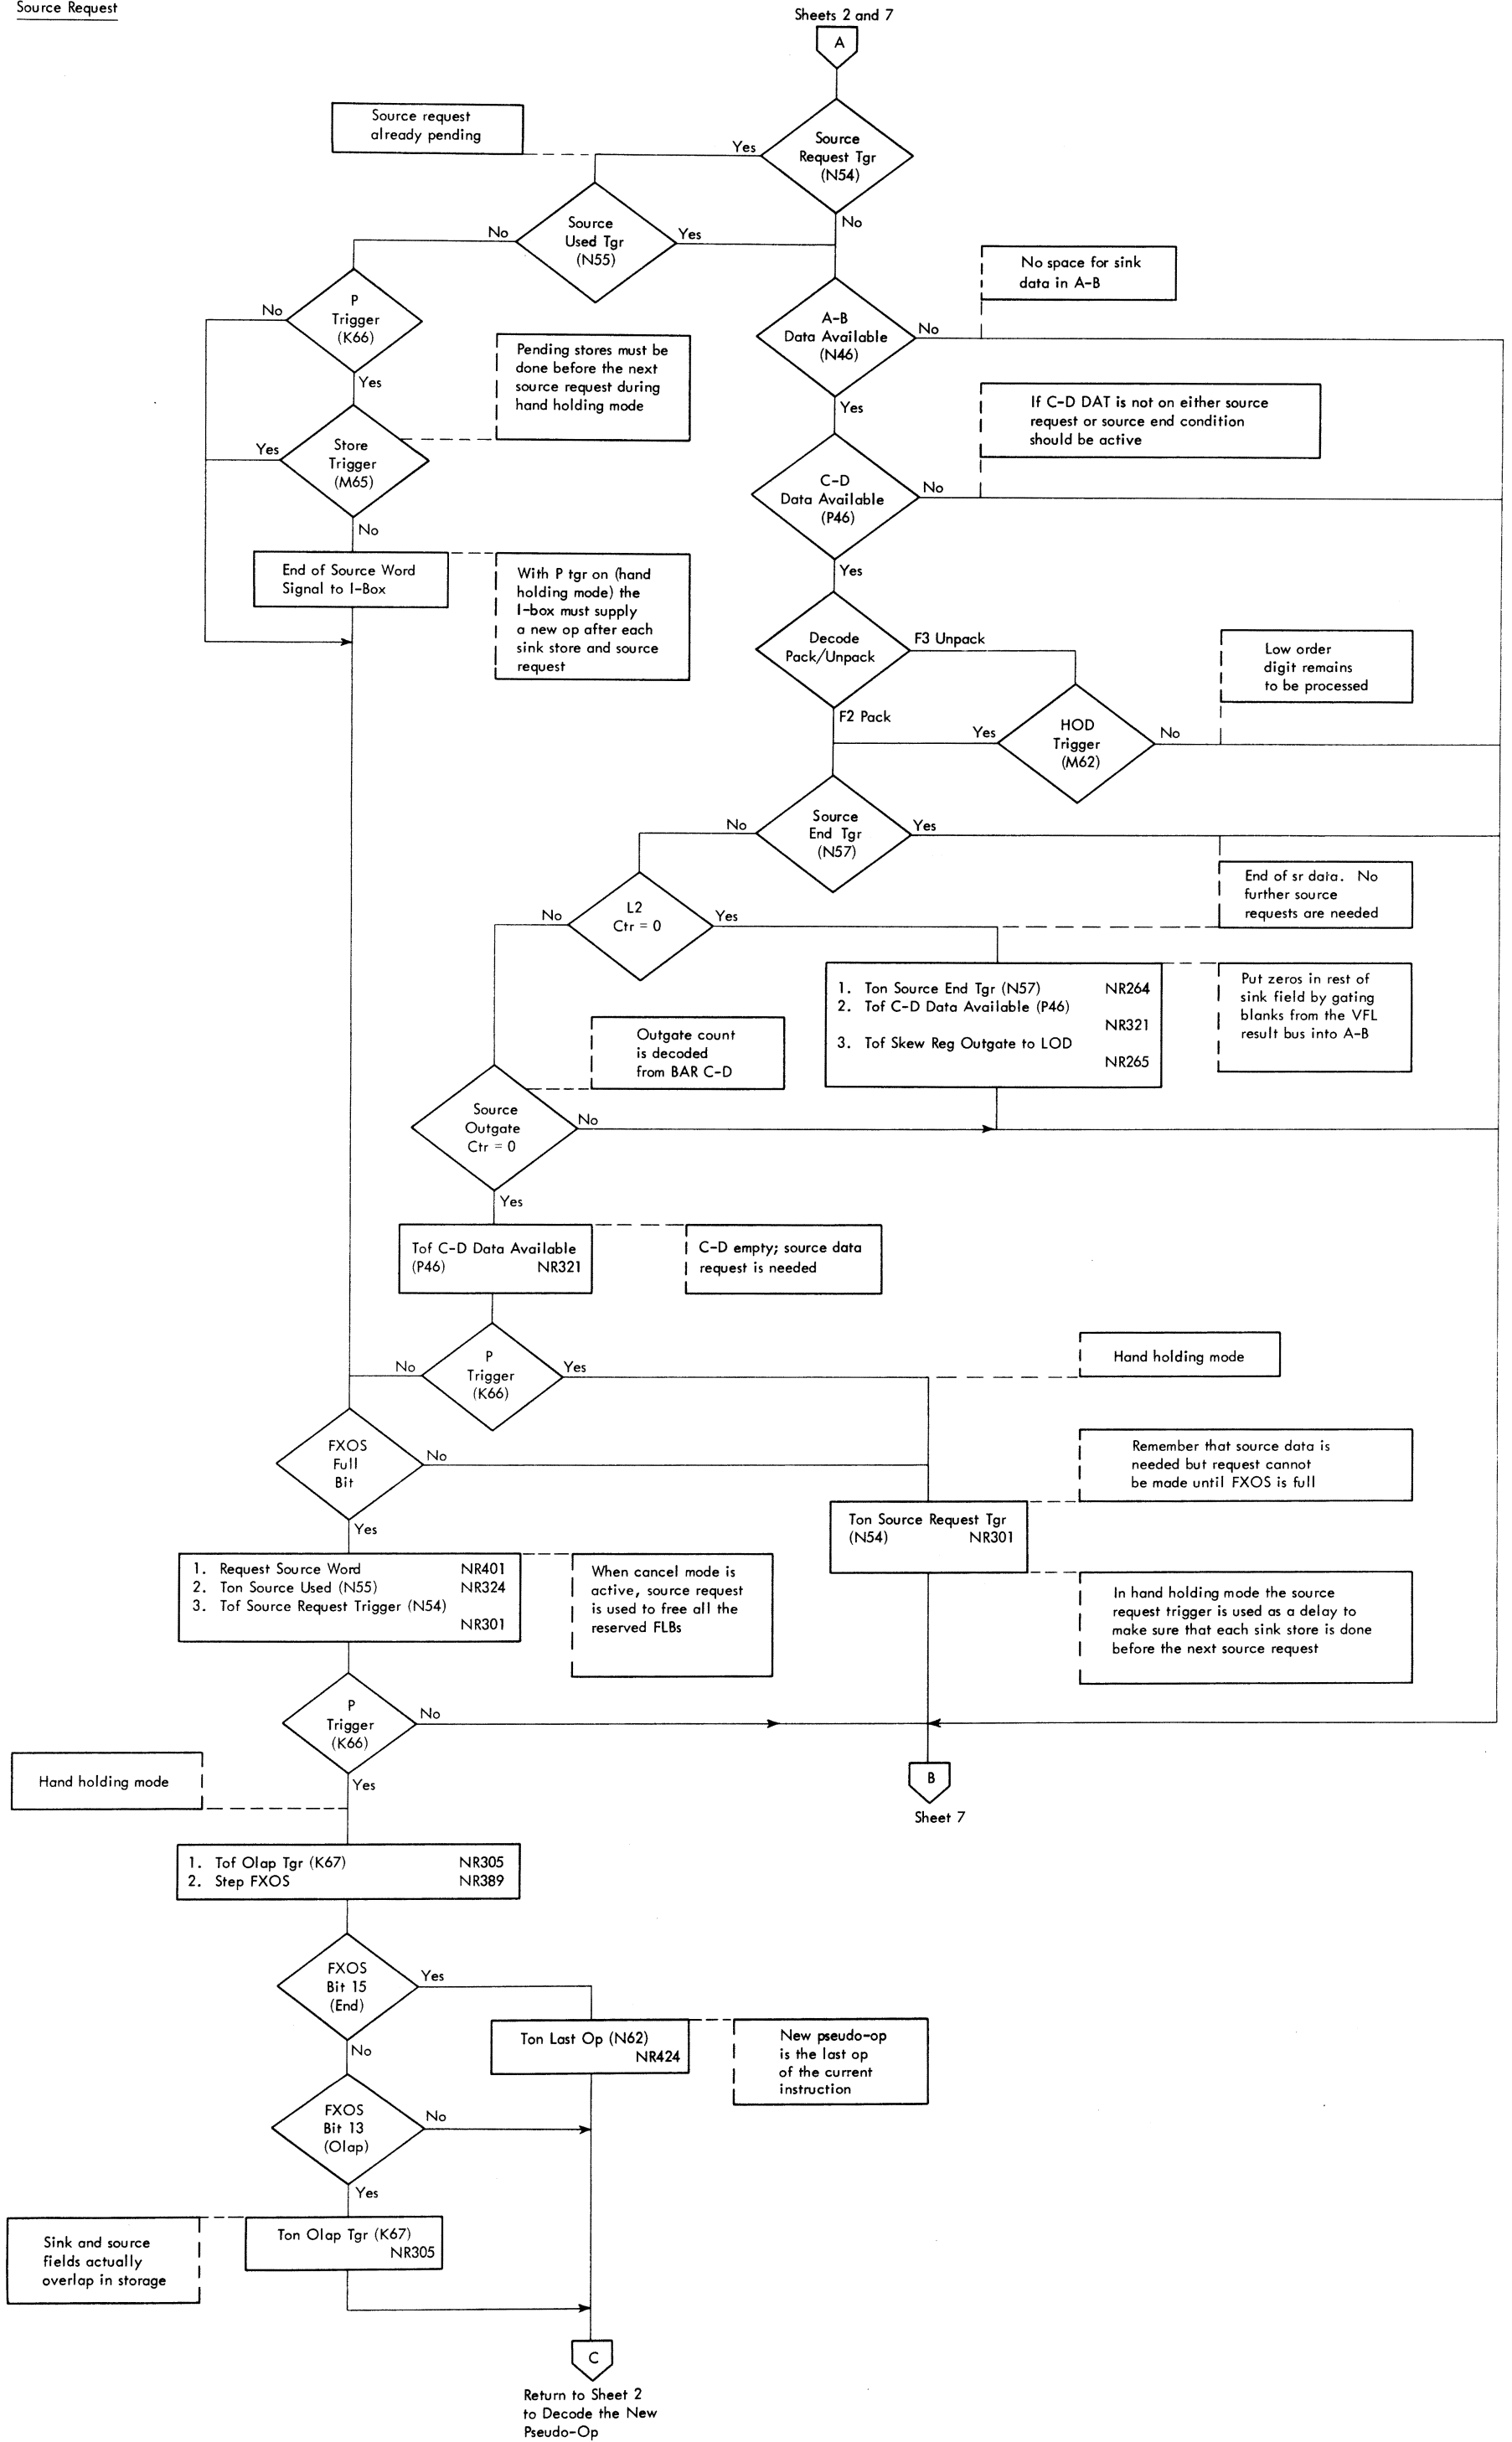 Source Request
Sheets 2 and 7
A
Source request
already pending
Source
Request Tgr
(N54)
Yes
No
Source
Used Tgr
(N55)
No
Yes
No space for sink
data in A-B
P
Trigger
(K66)
No
Yes
A-B
Data Available
(N46)
No
Yes
Pending stores must be
done before the next
source request during
hand holding mode
If C-D DAT is not on either source
request or source end condition
should be active
Store
Trigger
(M65)
Yes
No
C-D
Data Available
(P46)
No
Yes
End of Source Word
Signal to I-Box
With P tgr on (hand
holding mode) the
I-box must supply
a new op after each
sink store and source
request
Decode
Pack/Unpack
F3 Unpack
F2 Pack
Low order
digit remains
to be processed
HOD
Trigger
(M62)
Yes
No
Source
End Tgr
(N57)
No
Yes
End of sr data. No
further source
requests are needed
L2
Ctr = 0
No
Yes
1. Ton Source End Tgr (N57) NR264
2. Tof C-D Data Available (P46)
NR321
3. Tof Skew Reg Outgate to LOD
NR265
Put zeros in rest of
sink field by gating
blanks from the VFL
result bus into A-B
Outgate count
is decoded
from BAR C-D
Source
Outgate
Ctr = 0
No
Yes
Tof C-D Data Available
(P46) NR321
C-D empty; source data
request is needed
P
Trigger
(K66)
No
Yes
Hand holding mode
FXOS
Full
Bit
No
Yes
Remember that source data is
needed but request cannot
be made until FXOS is full
Ton Source Request Tgr
(N54) NR301
1. Request Source Word NR401
2. Ton Source Used (N55) NR324
3. Tof Source Request Trigger (N54)
NR301
When cancel mode is
active, source request
is used to free all the
reserved FLBs
In hand holding mode the source
request trigger is used as a delay to
make sure that each sink store is done
before the next source request
P
Trigger
(K66)
No
Yes
Hand holding mode
B
Sheet 7
1. Tof Olap Tgr (K67) NR305
2. Step FXOS NR389
FXOS
Bit 15
(End)
Yes
No
Ton Last Op (N62)
NR424
New pseudo-op
is the last op
of the current
instruction
FXOS
Bit 13
(Olap)
No
Yes
Sink and source
fields actually
overlap in storage
Ton Olap Tgr (K67)
NR305
C
Return to Sheet 2
to Decode the New
Pseudo-Op